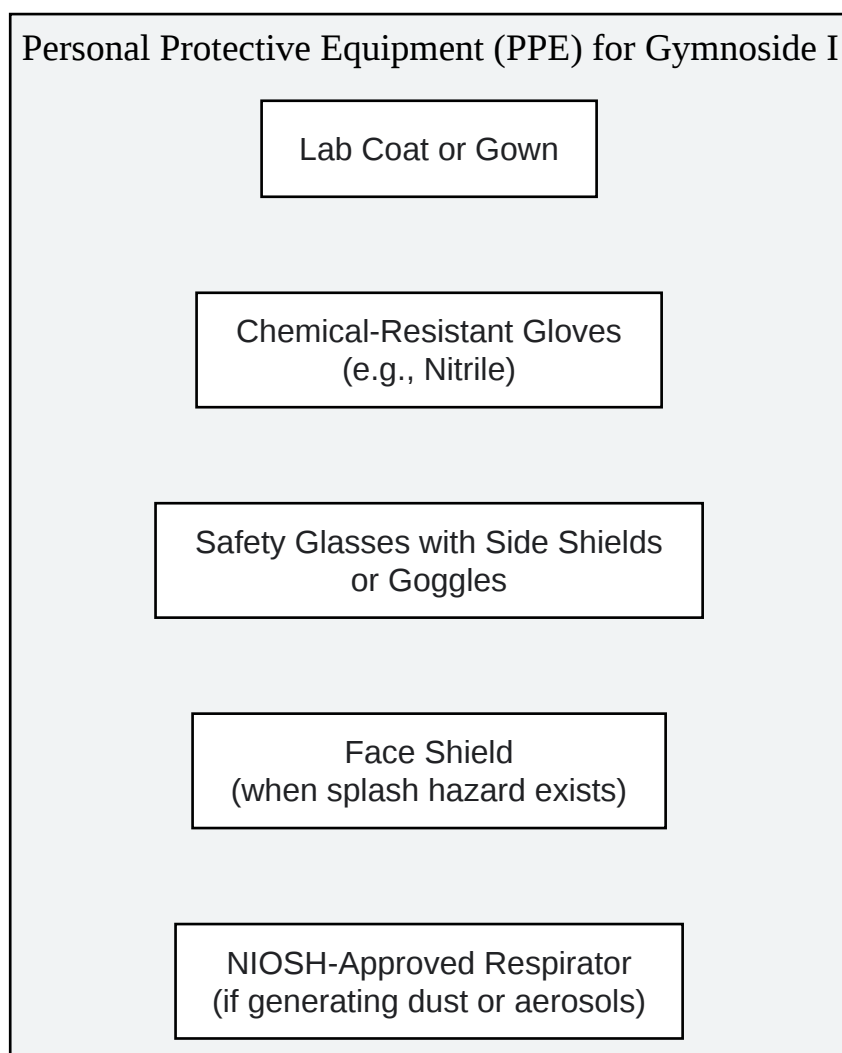 Personal Protective Equipment (PPE) for Gymnoside I
Lab Coat or Gown
Chemical-Resistant Gloves
(e.g., Nitrile)
Safety Glasses with Side Shields
or Goggles
Face Shield
(when splash hazard exists)
NIOSH-Approved Respirator
(if generating dust or aerosols)